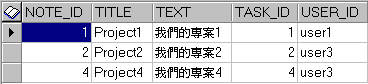 NOTE_ID TITLE TEXT TASK_ID USER_ID
1 Project1 我們的專案1 1 user1
2 Project2 我們的專案2 2 user3
4 Project4 我們的專案4 4 user3